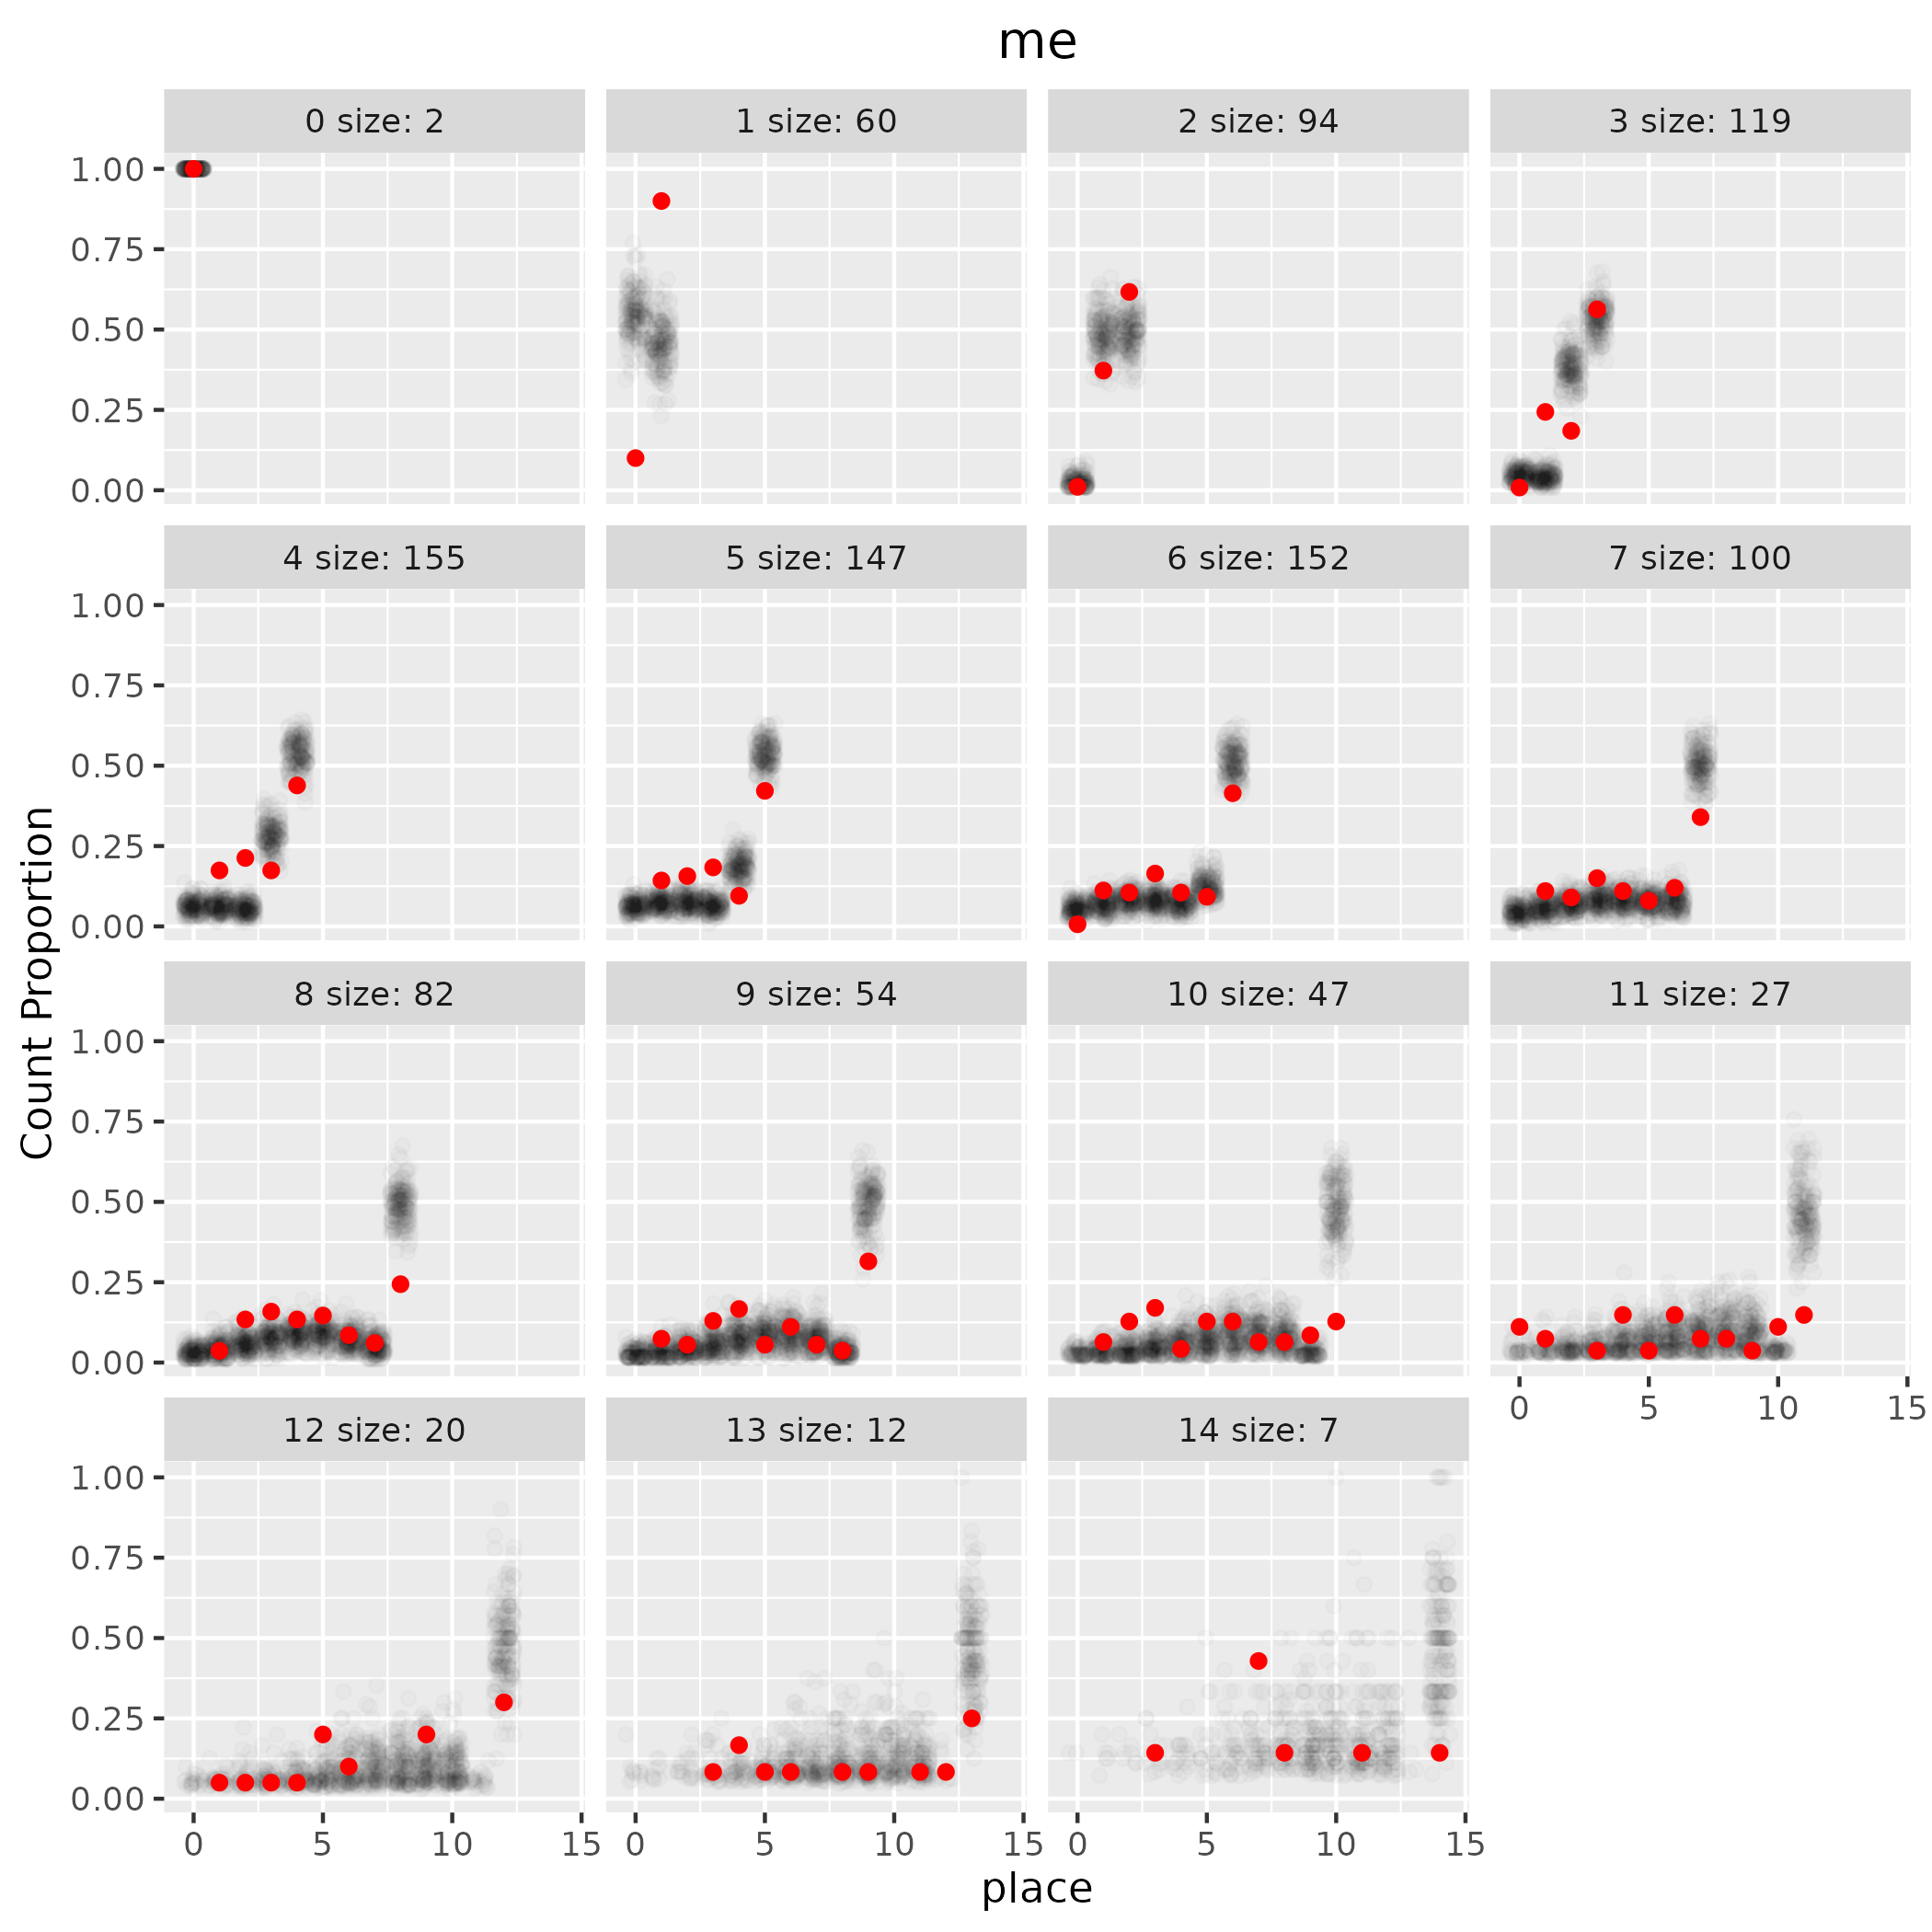 me
0 size: 2
1 size: 60
2 size: 94
3 size: 119
1.00
0.75
0.50
0.25
0.00
4 size: 155
5 size: 147
6 size: 152
7 size: 100
1.00
0.75
0.50
0.25
0.00
Count Proportion
8 size: 82
9 size: 54
10 size: 47
11 size: 27
1.00
0.75
0.50
0.25
0.00
0 5 10 15
12 size: 20
13 size: 12
14 size: 7
1.00
0.75
0.50
0.25
0.00
0 5 10 15
0 5 10 15
0 5 10 15
place